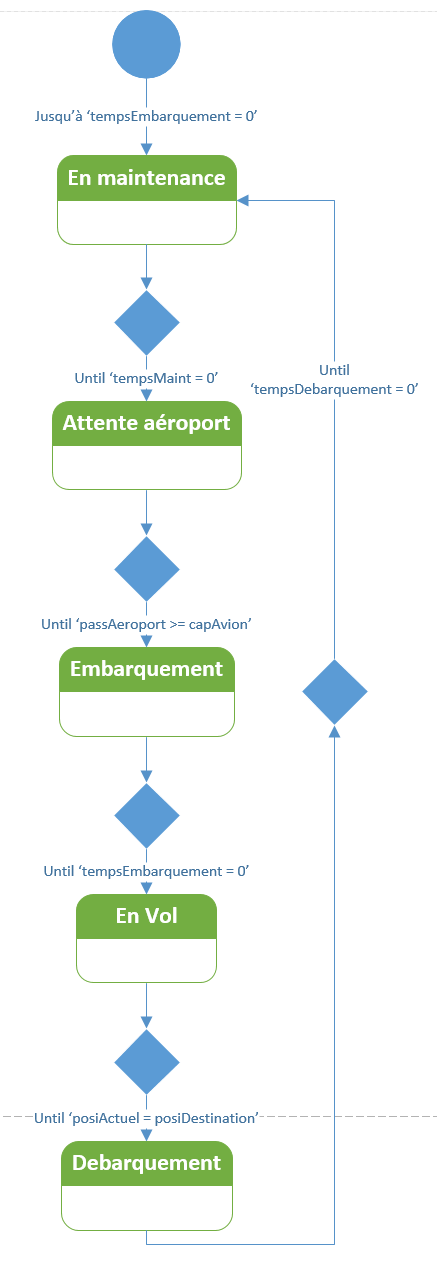 Jusqu'à ‘tempsEmbarquement = 0’
En maintenance
Until ‘tempsMaint = 0’
Attente aéroport
Until ‘passAeroport >= capAvion’
Embarquement
Until ‘tempsEmbarquement = 0’
En Vol
Until ‘posiActuel = posiDestination’
Debarquement
Until
‘tempsDebarquement = 0’